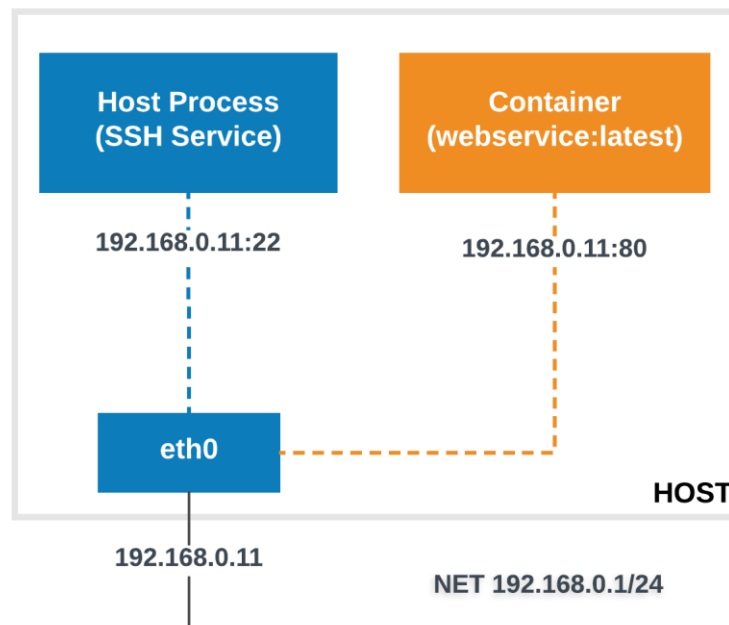 Host Process
(SSH Service)
Container
(webservice:latest)
192.168.0.11:22
192.168.0.11:80
eth0
HOST
192.168.0.11
NET 192.168.0.1/24